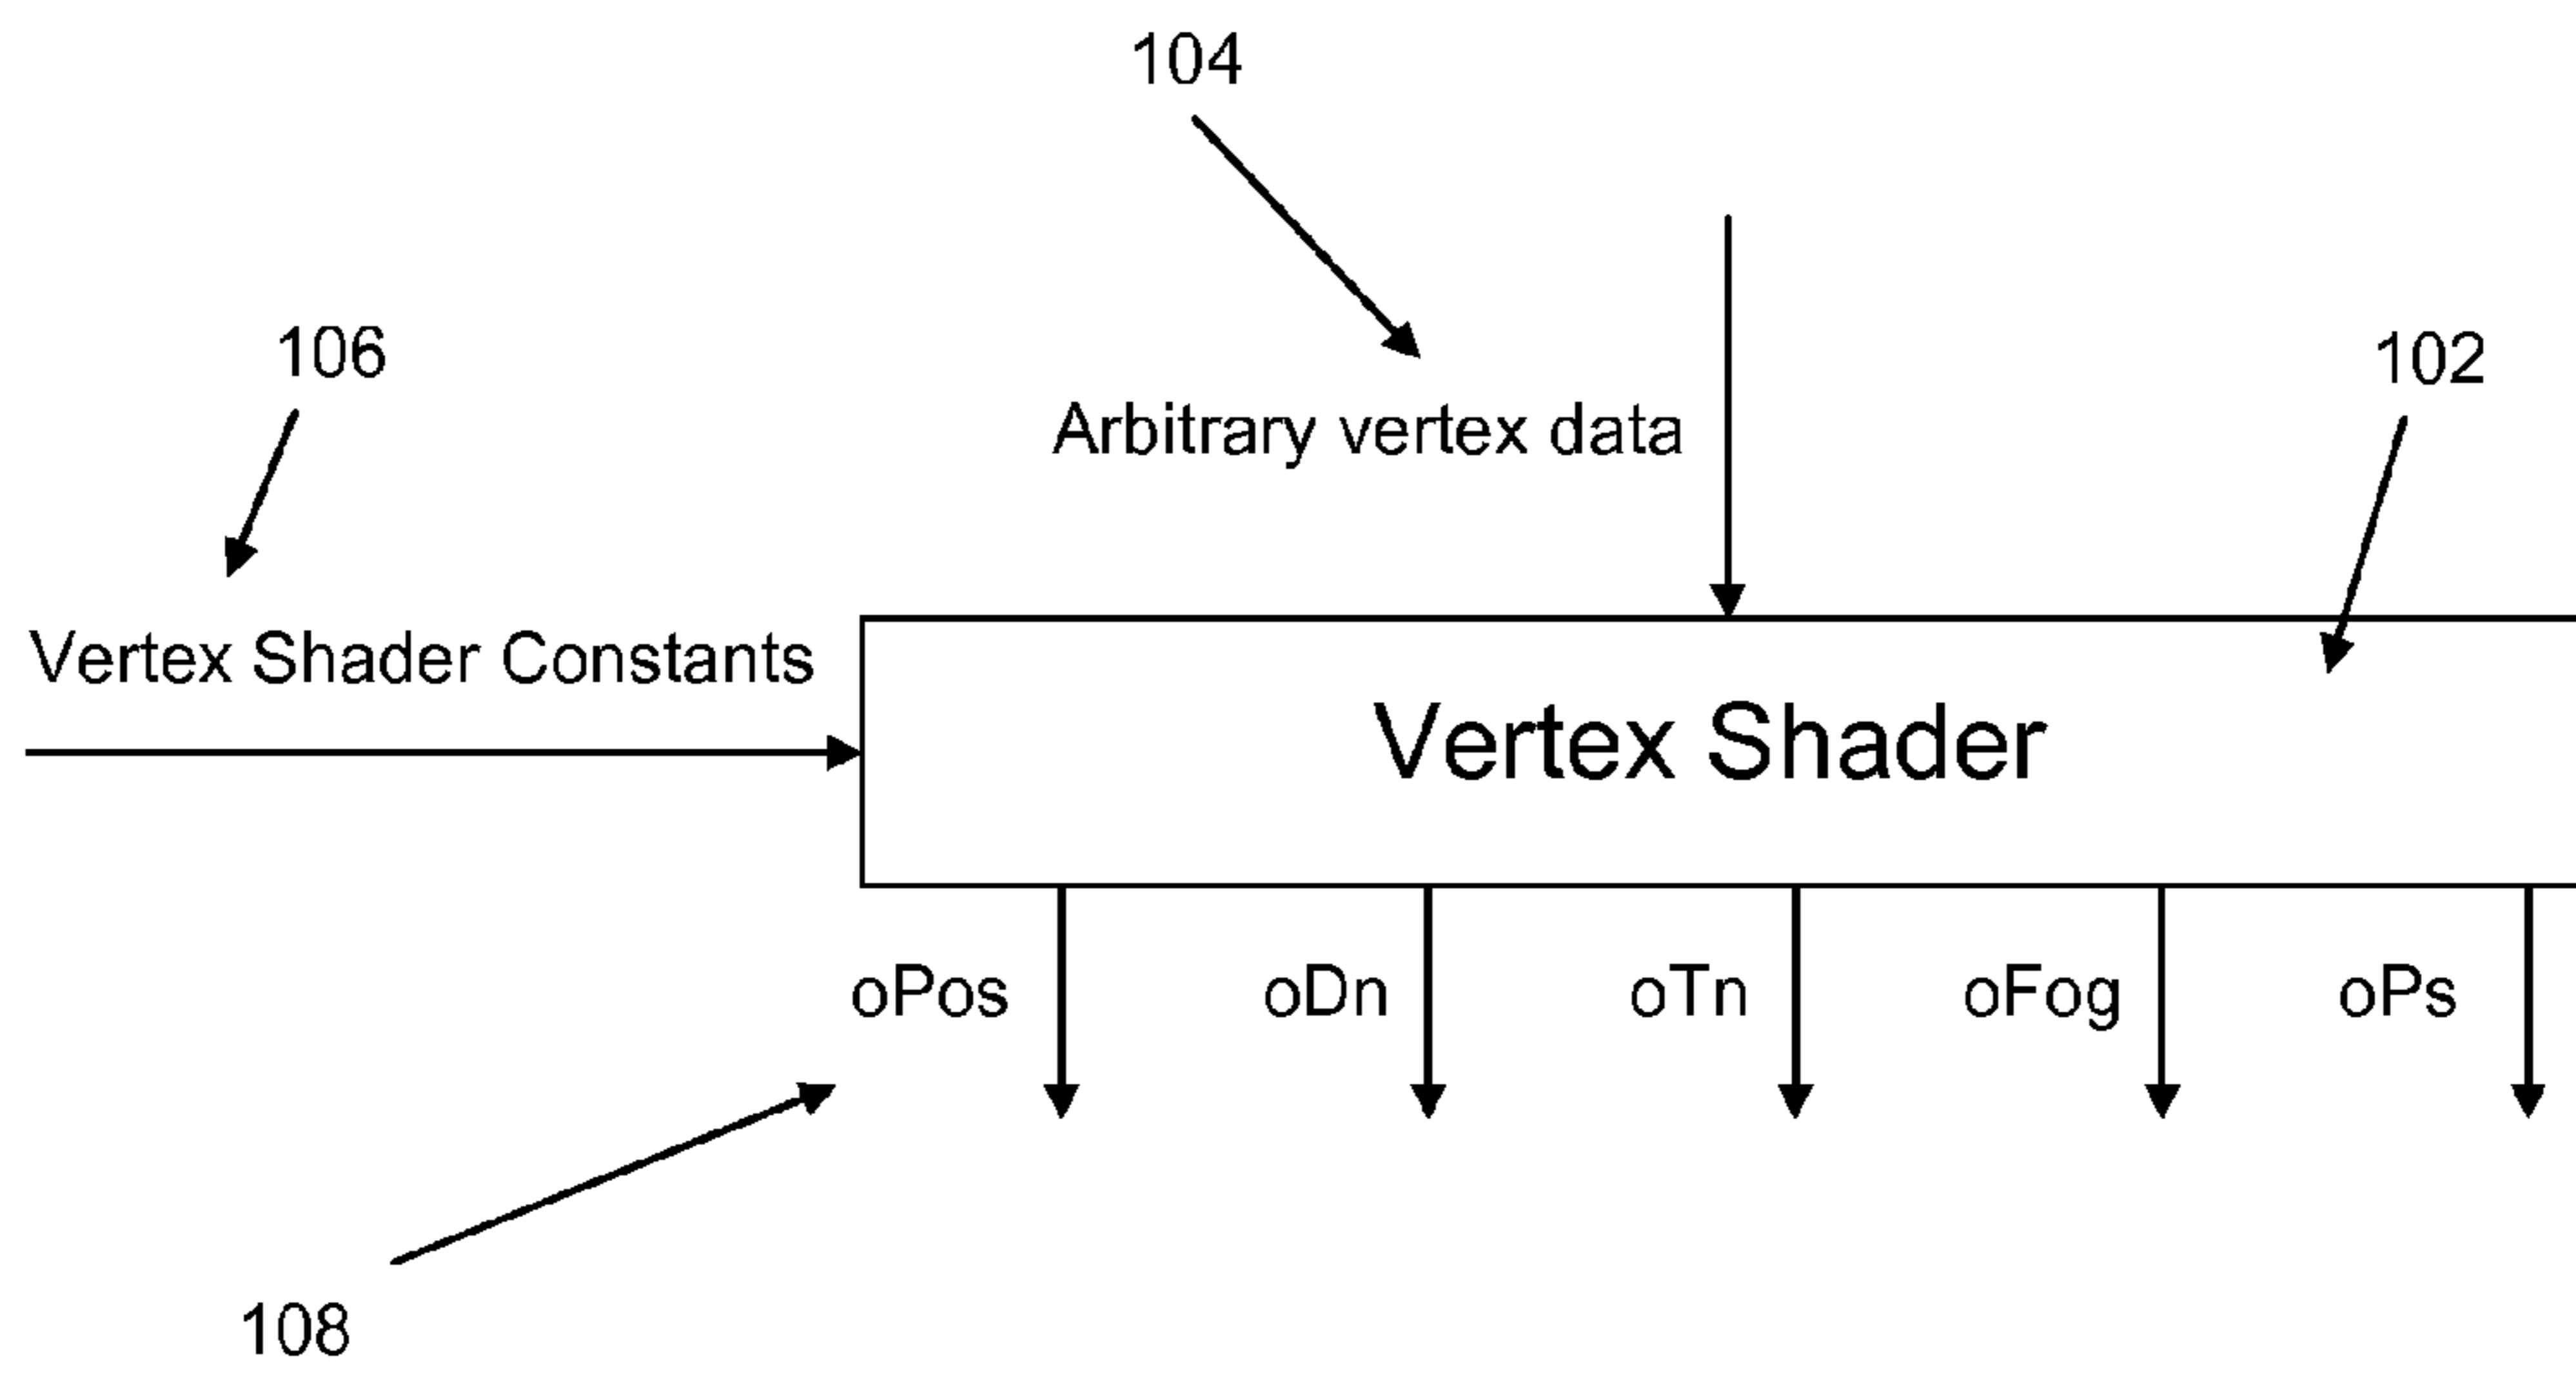 104
106
102
Arbitrary vertex data
Vertex Shader Constants
Vertex Shader
oPos oDn oTn oFog oPs
108